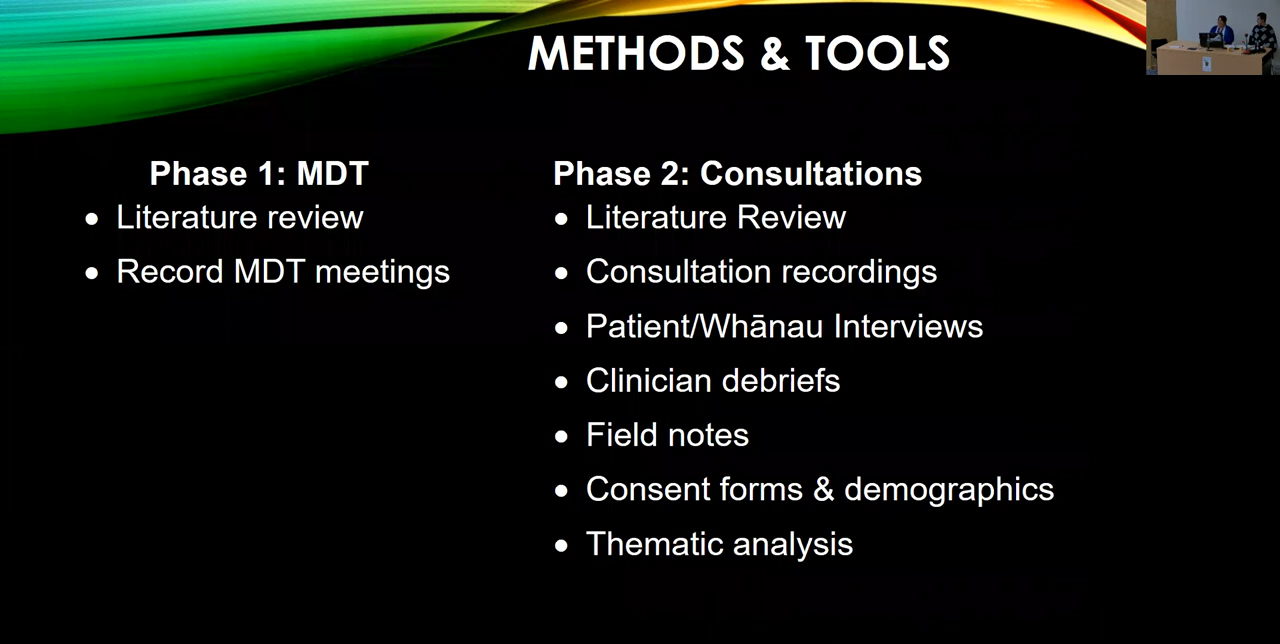 METHODS & TOOLS
Phase 1: MDT
• Literature review
• Record MDT meetings
Phase 2: Consultations
• Literature Review
• Consultation recordings
• Patient/Whānau Interviews
• Clinician debriefs
• Field notes
• Consent forms & demographics
• Thematic analysis